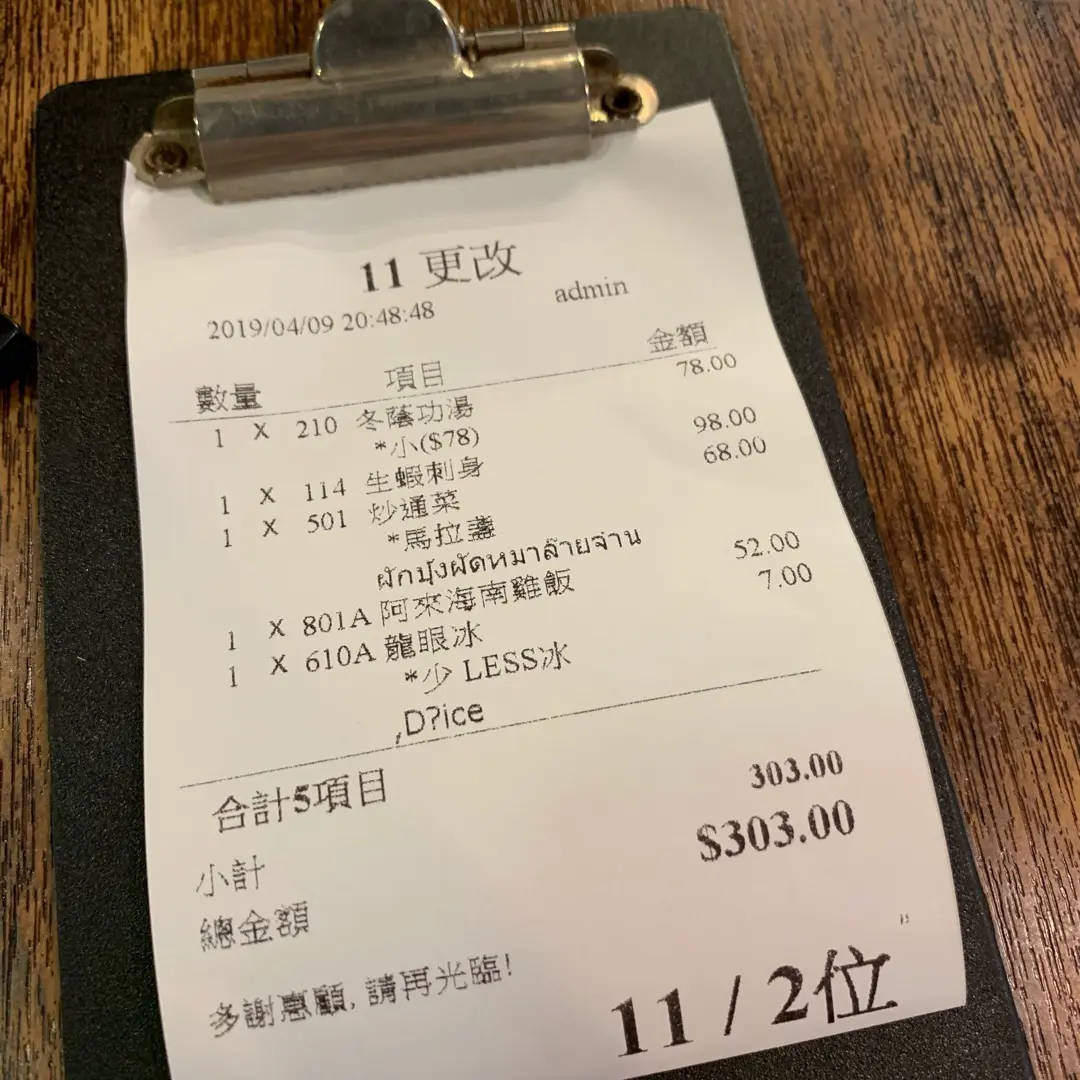 11 更改
2019/04/09 20:48:48 admin
數量 項目 金額
1 X 210 冬蔭功湯 78.00
*小($78)
1 X 114 生蝦刺身 98.00
1 X 501 炒通菜 68.00
*馬拉盞
ผักบุ้งผัดหมาล้ายจ่าน
1 X 801A 阿來海南雞飯 52.00
1 X 610A 龍眼冰 7.00
*少 LESS冰
,D?ice
合計5項目
小計 303.00
總金額 $303.00
多謝惠顧, 請再光臨!
11 / 2位